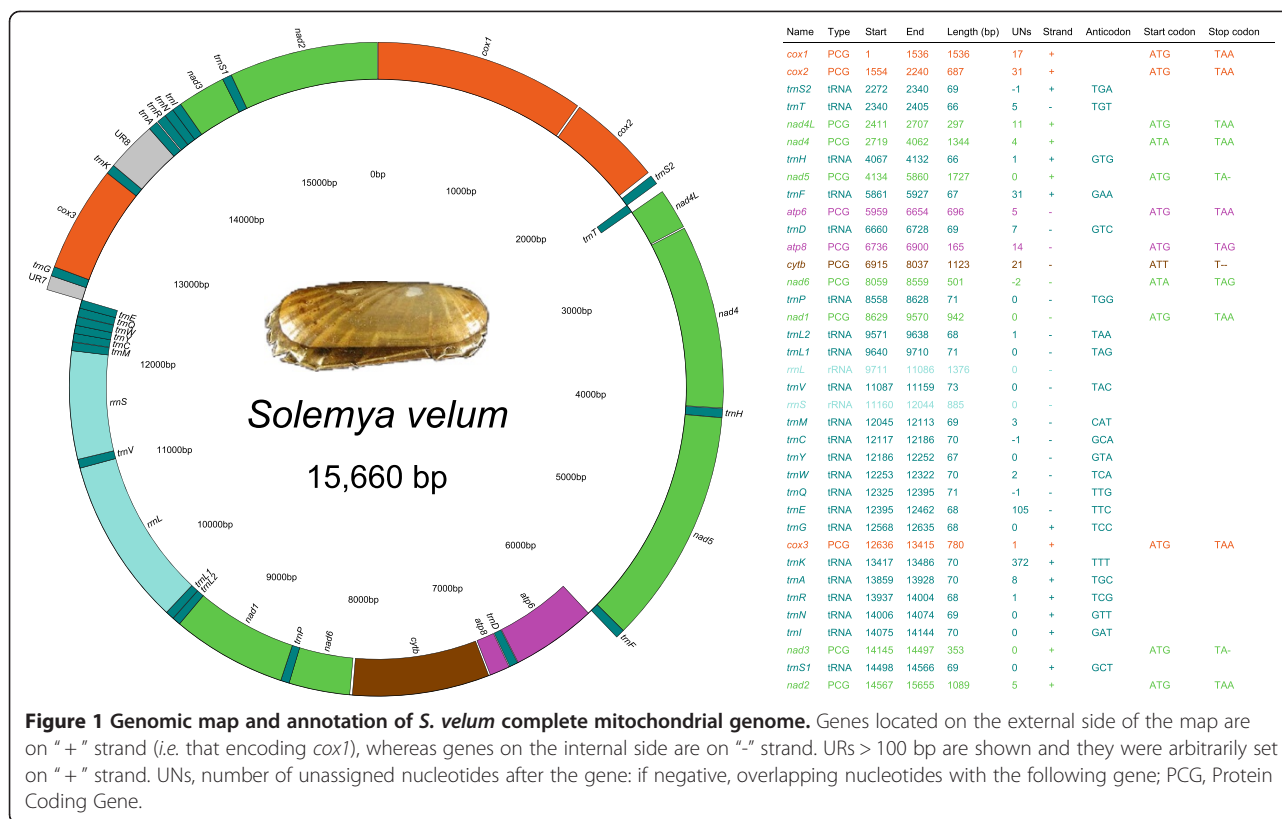 nad2
cox1
trnS1
nad3
trnI
trnN
trnR
trnA
UR8
trnK
cox3
trnG
UR7
cox2
trnS2
trnT
nad4L
nad4
trnH
nad5
trnF
atp6
trnD
atp8
cytb
nad6
trnP
nad1
trnL2
trnL1
rrnL
trnV
rrnS
trnM
trnC
trnY
trnW
trnQ
trnE
0bp
1000bp
2000bp
3000bp
4000bp
5000bp
6000bp
7000bp
8000bp
9000bp
10000bp
11000bp
12000bp
13000bp
14000bp
15000bp
Solemya velum
15,660 bp
Name Type Start End Length (bp) UNs Strand Anticodon Start codon Stop codon
cox1 PCG 1 1536 1536 17 + ATG TAA
cox2 PCG 1554 2240 687 31 + ATG TAA
trnS2 tRNA 2272 2340 69 -1 + TGA
trnT tRNA 2340 2405 66 5 - TGT
nad4L PCG 2411 2707 297 11 + ATG TAA
nad4 PCG 2719 4062 1344 4 + ATA TAA
trnH tRNA 4067 4132 66 1 + GTG
nad5 PCG 4134 5860 1727 0 + ATG TA-
trnF tRNA 5861 5927 67 31 + GAA
atp6 PCG 5959 6654 696 5 - ATG TAA
trnD tRNA 6660 6728 69 7 - GTC
atp8 PCG 6736 6900 165 14 - ATG TAG
cytb PCG 6915 8037 1123 21 - ATT T--
nad6 PCG 8059 8559 501 -2 - ATA TAG
trnP tRNA 8558 8628 71 0 - TGG
nad1 PCG 8629 9570 942 0 - ATG TAA
trnL2 tRNA 9571 9638 68 1 - TAA
trnL1 tRNA 9640 9710 71 0 - TAG
rrnL rRNA 9711 11086 1376 0 -
trnV tRNA 11087 11159 73 0 - TAC
rrnS rRNA 11160 12044 885 0 -
trnM tRNA 12045 12113 69 3 - CAT
trnC tRNA 12117 12186 70 -1 - GCA
trnY tRNA 12186 12252 67 0 - GTA
trnW tRNA 12253 12322 70 2 - TCA
trnQ tRNA 12325 12395 71 -1 - TTG
trnE tRNA 12395 12462 68 105 - TTC
trnG tRNA 12568 12635 68 0 + TCC
cox3 PCG 12636 13415 780 1 + ATG TAA
trnK tRNA 13417 13486 70 372 + TTT
trnA tRNA 13859 13928 70 8 + TGC
trnR tRNA 13937 14004 68 1 + TCG
trnN tRNA 14006 14074 69 0 + GTT
trnI tRNA 14075 14144 70 0 + GAT
nad3 PCG 14145 14497 353 0 + ATG TA-
trnS1 tRNA 14498 14566 69 0 + GCT
nad2 PCG 14567 15655 1089 5 + ATG TAA
Figure 1 Genomic map and annotation of S. velum complete mitochondrial genome. Genes located on the external side of the map are
on "+" strand (i.e. that encoding cox1), whereas genes on the internal side are on "-" strand. URs > 100 bp are shown and they were arbitrarily set
on "+" strand. UNs, number of unassigned nucleotides after the gene: if negative, overlapping nucleotides with the following gene; PCG, Protein
Coding Gene.